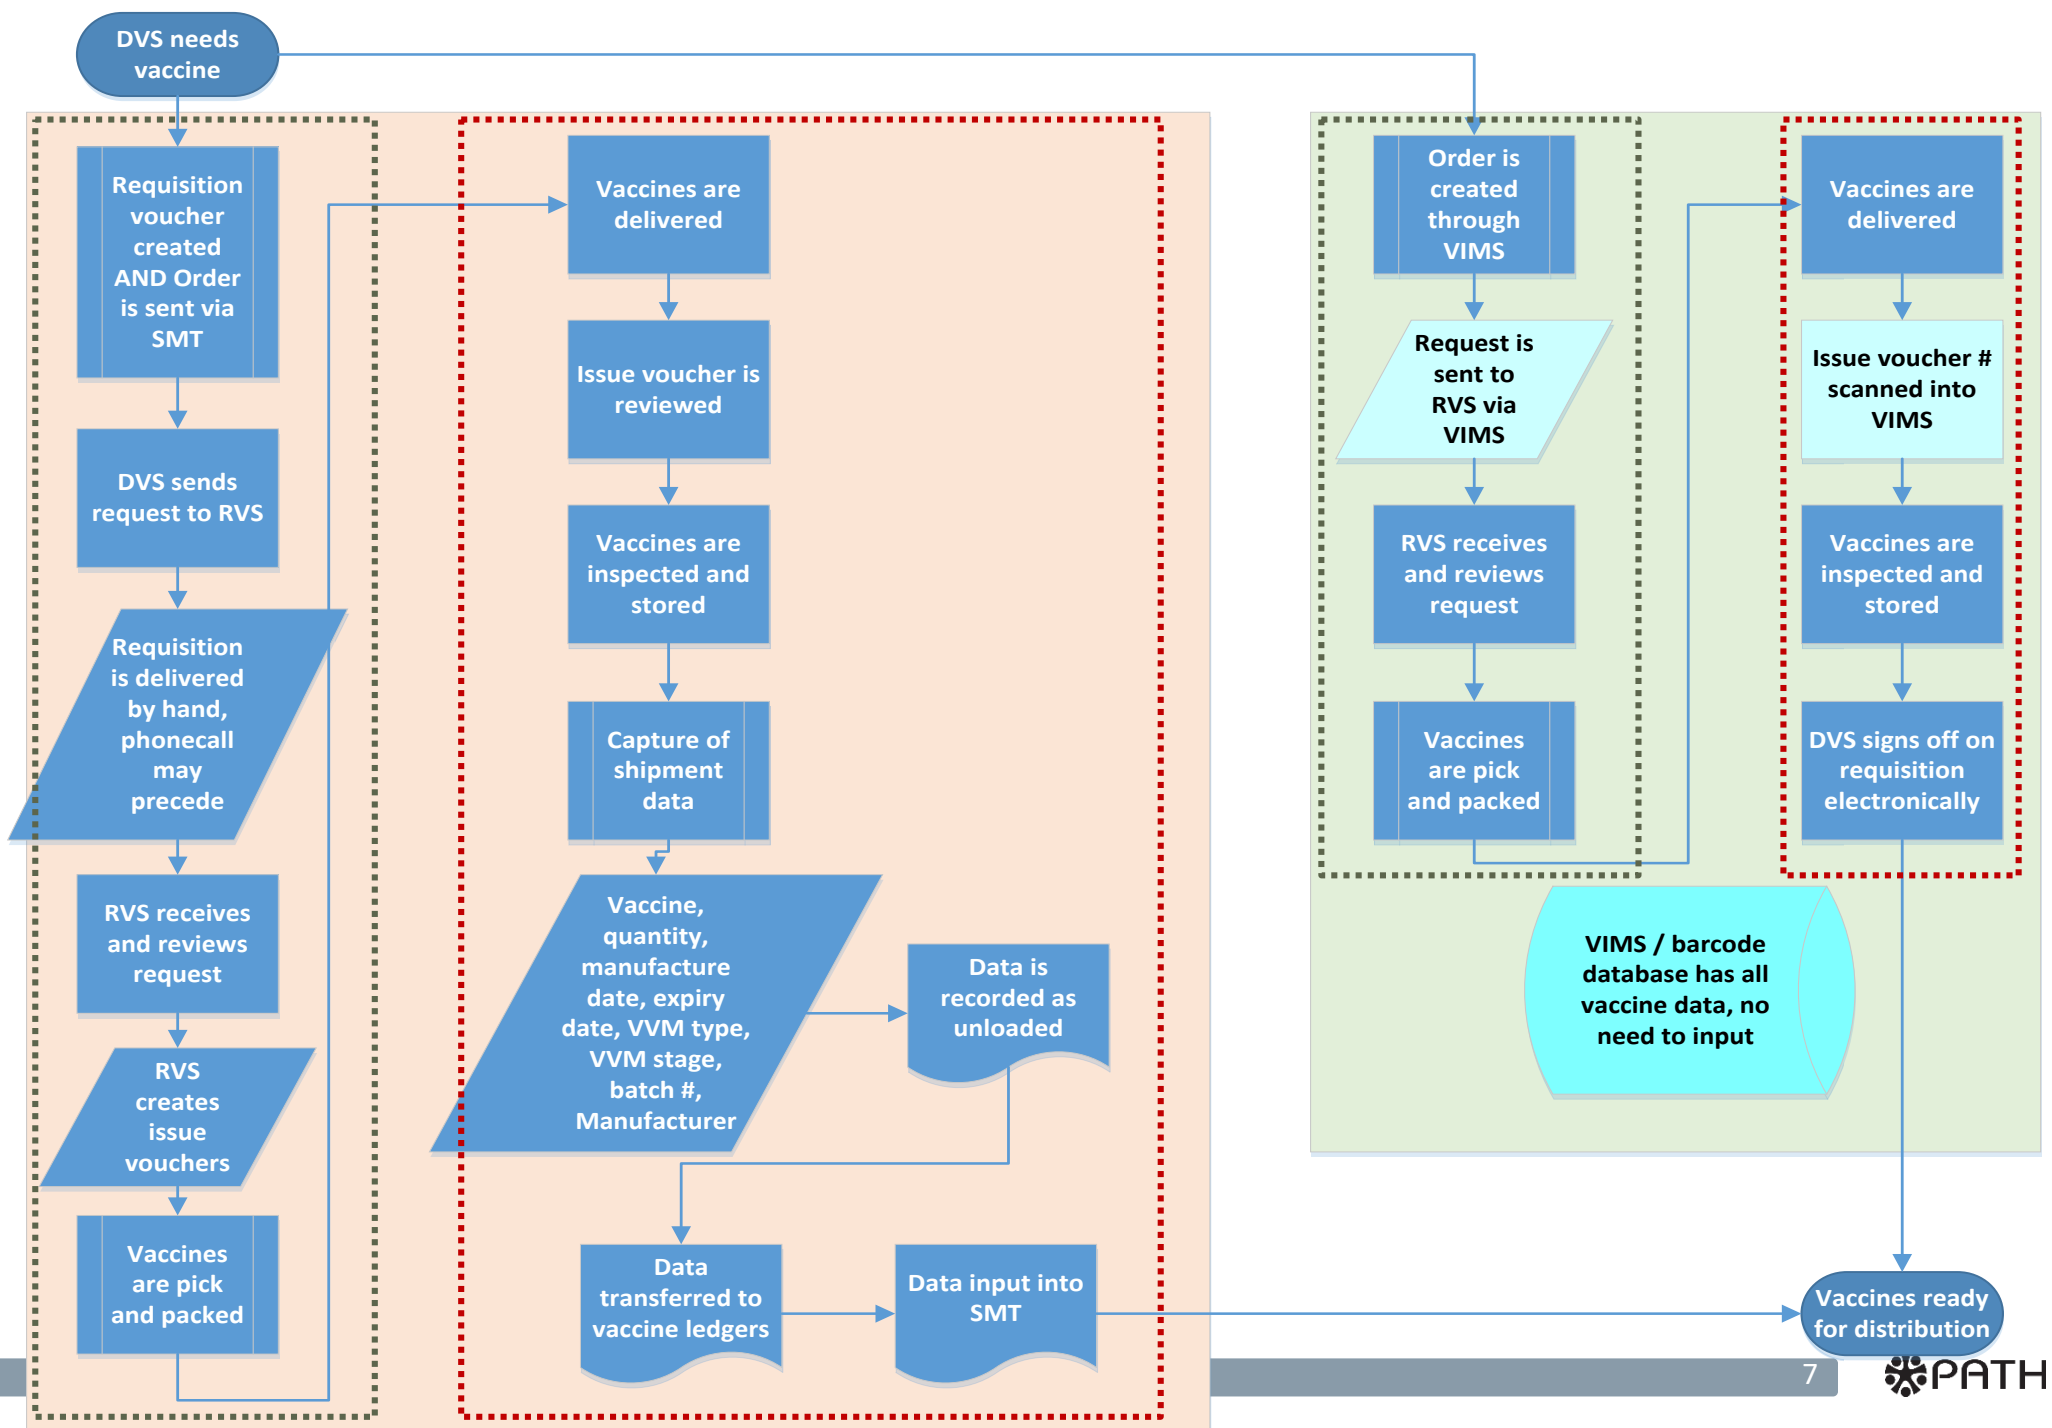 DVS needs
vaccine
Requisition
voucher
created
AND Order
is sent via
SMT
DVS sends
request to RVS
Requisition
is delivered
by hand,
phonecall
may
precede
RVS receives
and reviews
request
RVS
creates
issue
vouchers
Vaccines
are pick
and packed
Vaccines are
delivered
Issue voucher is
reviewed
Vaccines are
inspected and
stored
Capture of
shipment
data
Vaccine,
quantity,
manufacture
date, expiry
date, VVM type,
VVM stage,
batch #,
Manufacturer
Data is
recorded as
unloaded
Data
transferred to
vaccine ledgers
Data input into
SMT
Order is
created
through
VIMS
Request is
sent to
RVS via
VIMS
RVS receives
and reviews
request
Vaccines
are pick
and packed
Vaccines are
delivered
Issue voucher #
scanned into
VIMS
Vaccines are
inspected and
stored
DVS signs off on
requisition
electronically
VIMS / barcode
database has all
vaccine data, no
need to input
Vaccines ready
for distribution
7
PATH